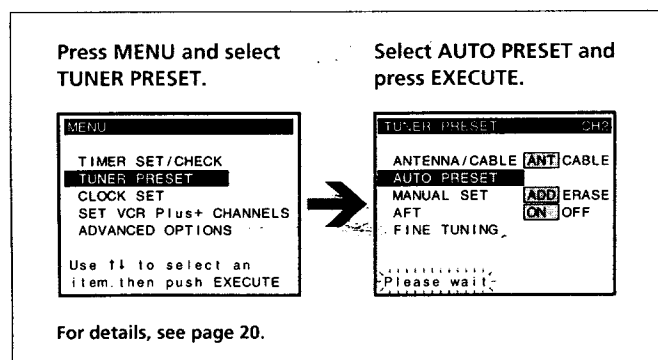 Press MENU and select
TUNER PRESET.
MENU
TIMER SET/CHECK
TUNER PRESET
CLOCK SET
SET VCR Plus+ CHANNELS
ADVANCED OPTIONS
Use ↑↓ to select an
item.then push EXECUTE
Select AUTO PRESET and
press EXECUTE.
TUNER PRESET CH2
ANTENNA/CABLE ANT CABLE
AUTO PRESET
MANUAL SET ADD ERASE
AFT ON OFF
FINE TUNING
Please wait
For details, see page 20.